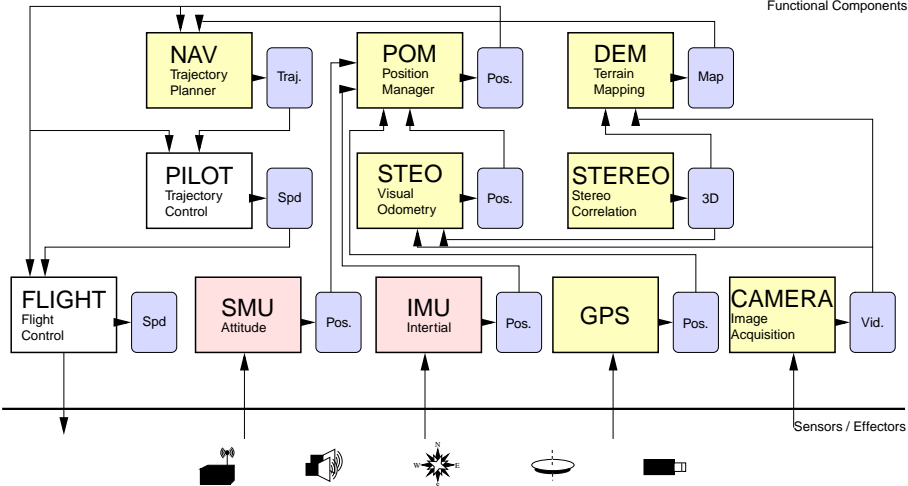 Functional Components
NAV
Trajectory
Planner
Traj.
POM
Position
Manager
Pos.
DEM
Terrain
Mapping
Map
PILOT
Trajectory
Control
Spd
STEO
Visual
Odometry
Pos.
STEREO
Stereo
Correlation
3D
FLIGHT
Flight
Control
Spd
SMU
Attitude
Pos.
IMU
Intertial
Pos.
GPS
Pos.
CAMERA
Image
Acquisition
Vid.
Sensors / Effectors
N
W E
S